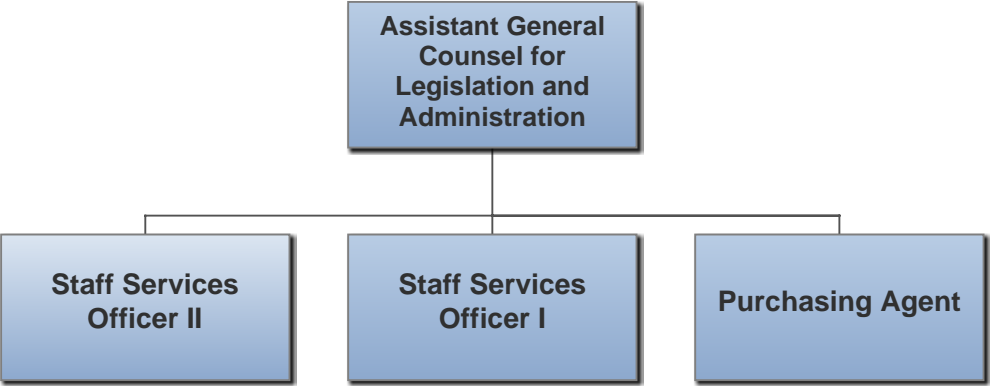 Assistant General
Counsel for
Legislation and
Administration
Staff Services
Officer II
Staff Services
Officer I
Purchasing Agent